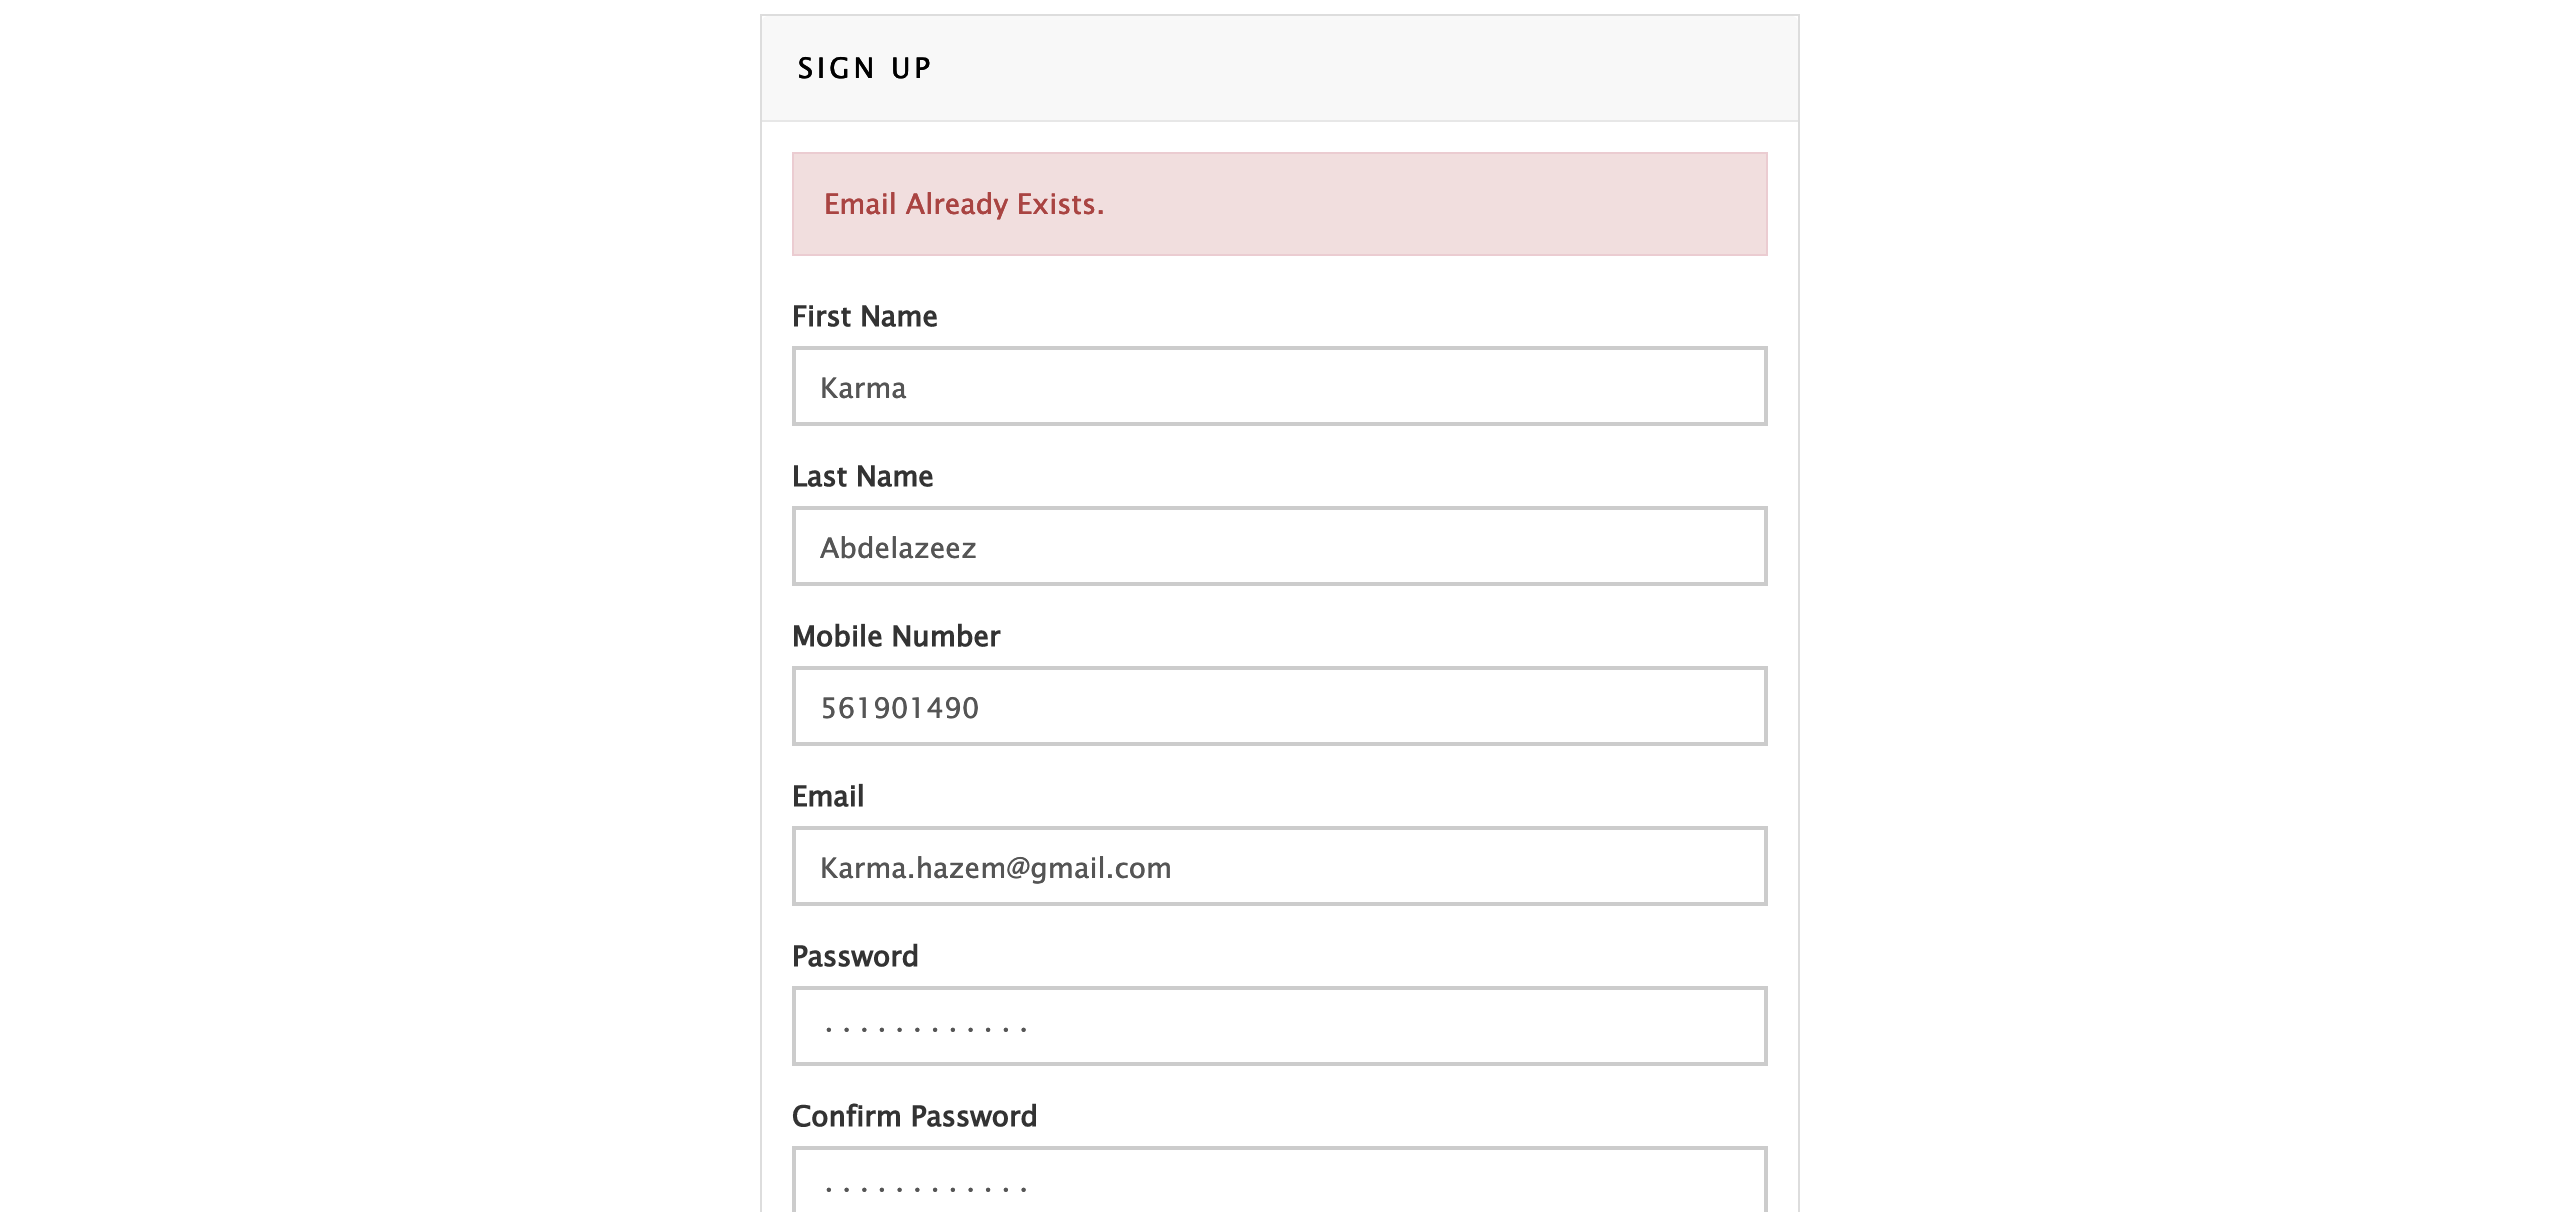 SIGN UP
Email Already Exists.
First Name
Karma
Last Name
Abdelazeez
Mobile Number
561901490
Email
Karma.hazem@gmail.com
Password
............
Confirm Password
............